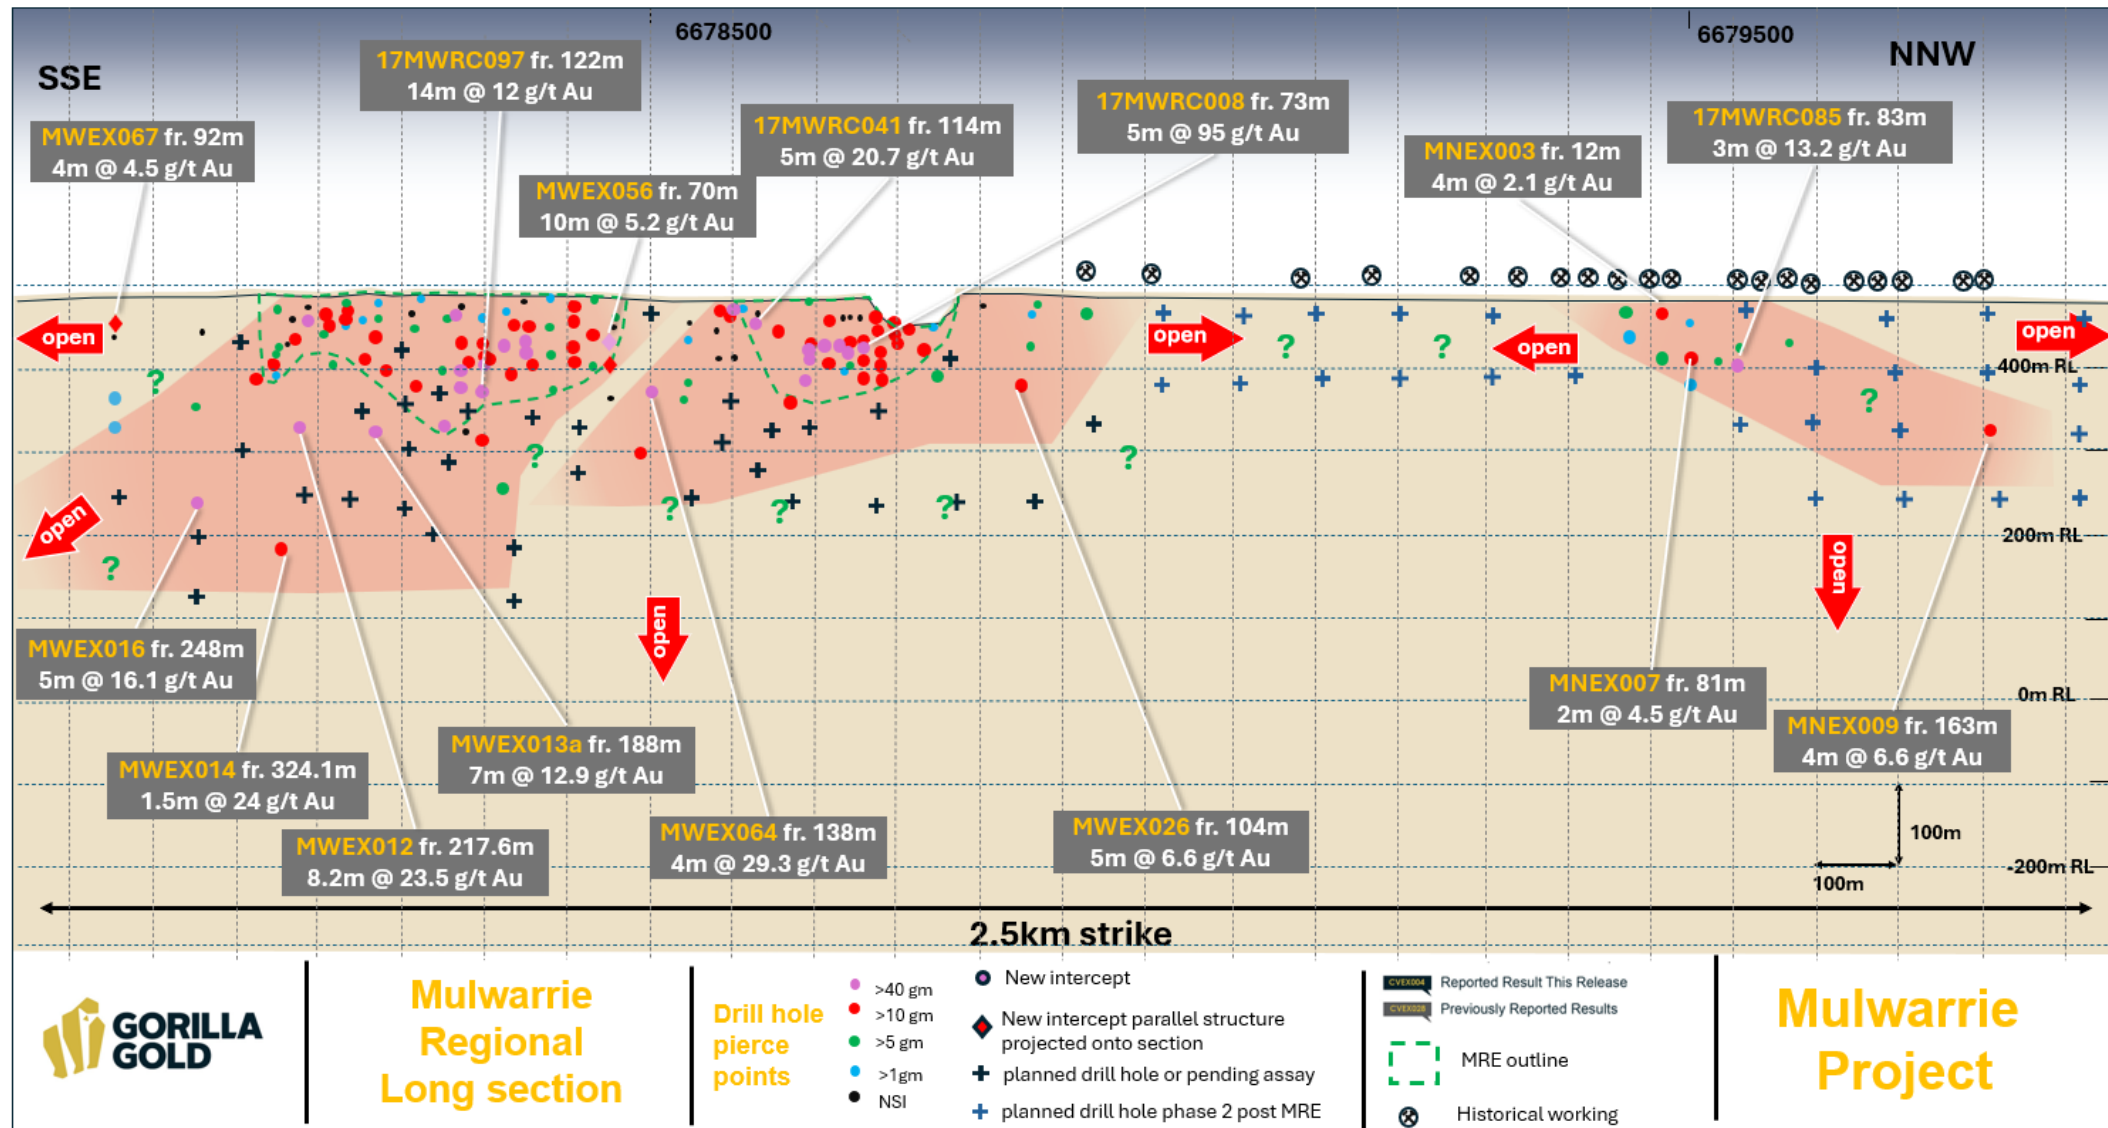 6678500
6679500
SSE
NNW
17MWRC097 fr. 122m
14m @ 12 g/t Au
17MWRC008 fr. 73m
5m @ 95 g/t Au
17MWRC085 fr. 83m
3m @ 13.2 g/t Au
MWEX067 fr. 92m
4m @ 4.5 g/t Au
17MWRC041 fr. 114m
5m @ 20.7 g/t Au
MNEX003 fr. 12m
4m @ 2.1 g/t Au
MWEX056 fr. 70m
10m @ 5.2 g/t Au
open
open
open
open
?
?
?
?
400m RL
?
?
?
?
?
open
?
200m RL
open
open
MWEX016 fr. 248m
5m @ 16.1 g/t Au
MNEX007 fr. 81m
2m @ 4.5 g/t Au
0m RL
MNEX009 fr. 163m
4m @ 6.6 g/t Au
MWEX013a fr. 188m
7m @ 12.9 g/t Au
MWEX014 fr. 324.1m
1.5m @ 24 g/t Au
MWEX012 fr. 217.6m
8.2m @ 23.5 g/t Au
MWEX064 fr. 138m
4m @ 29.3 g/t Au
MWEX026 fr. 104m
5m @ 6.6 g/t Au
100m
100m
-200m RL
2.5km strike
GORILLA
GOLD
Mulwarrie
Regional
Long section
Drill hole
pierce
points
>40 gm
>10 gm
>5 gm
>1gm
NSI
New intercept
New intercept parallel structure
projected onto section
planned drill hole or pending assay
planned drill hole phase 2 post MRE
CVEX004
Reported Result This Release
CVEX028
Previously Reported Results
MRE outline
Historical working
Mulwarrie
Project